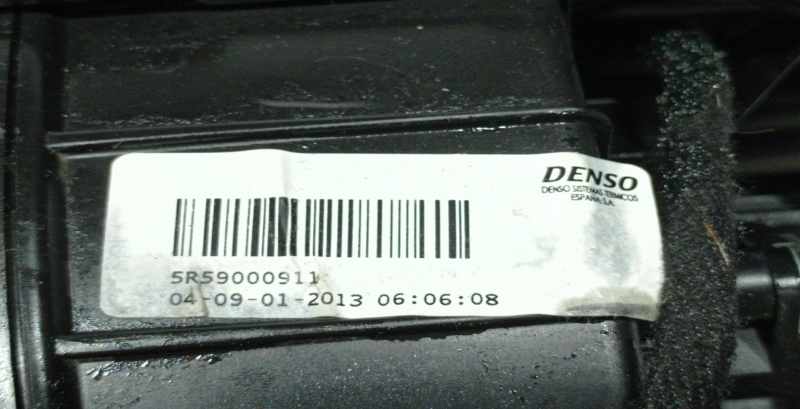 DENSO
DENSO SISTEMAS TERMICOS
ESPAÑA S.A.
5R59000911
04-09-01-2013 06:06:08